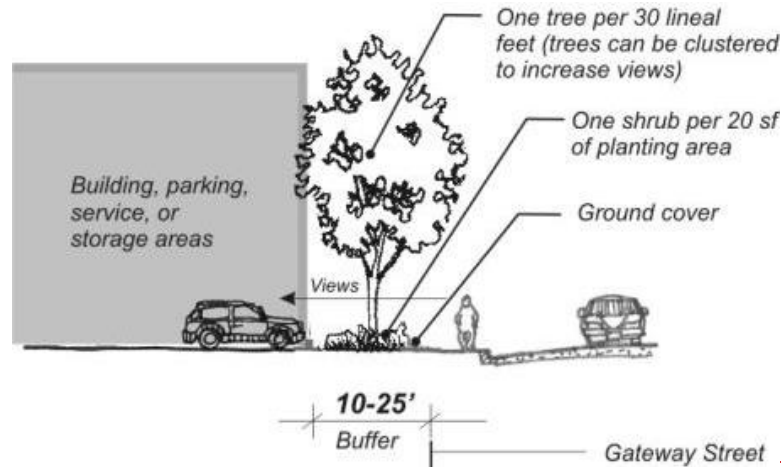 One tree per 30 lineal
feet (trees can be clustered
to increase views)
One shrub per 20 sf
of planting area
Building, parking,
service, or
storage areas
Ground cover
Views
10-25'
Buffer
Gateway Street